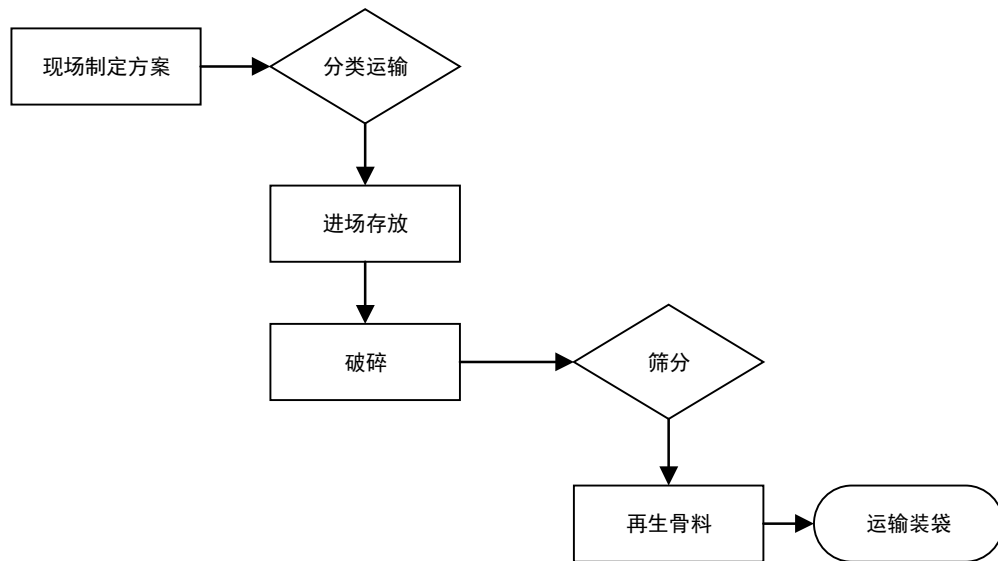 现场制定方案
分类运输
进场存放
破碎
筛分
再生骨料
运输装袋